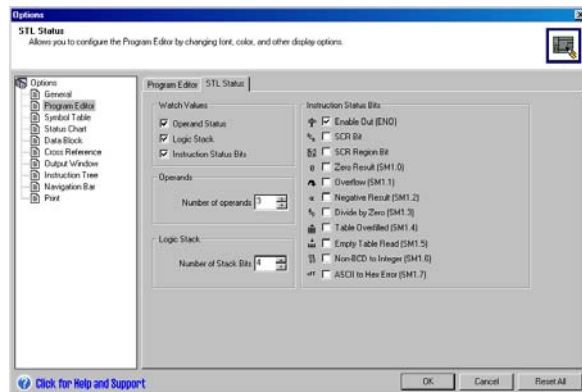 Options
STL Status
Allows you to configure the Program Editor by changing font, color, and other display options.
Options
General
Program Editor
Symbol Table
Status Chart
Data Block
Cross Reference
Output Window
Instruction Tree
Navigation Bar
Print
Program Editor STL Status
Watch Values
Operand Status
Logic Stack
Instruction Status Bits
Operands
Number of operands 3
Logic Stack
Number of Stack Bits 4
Instruction Status Bits
Enable Out (ENO)
SCR Bit
SCR Region Bit
Zero Result (SM1.0)
Overflow (SM1.1)
Negative Result (SM1.2)
Divide by Zero (SM1.3)
Table Overfilled (SM1.4)
Empty Table Read (SM1.5)
Non-BCD to Integer (SM1.6)
ASCII to Hex Error (SM1.7)
Click for Help and Support
OK Cancel Reset All